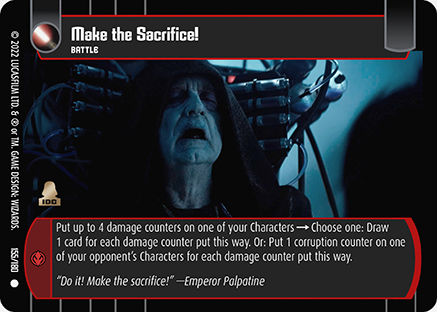 Make the Sacrifice!
BATTLE
100
Put up to 4 damage counters on one of your Characters → Choose one: Draw
1 card for each damage counter put this way. Or: Put 1 corruption counter on one
of your opponent's Characters for each damage counter put this way.
"Do it! Make the sacrifice!" —Emperor Palpatine
©2022 LUCASFILM LTD. & ® or ™ GAME DESIGN: WIZARDS. 155/180